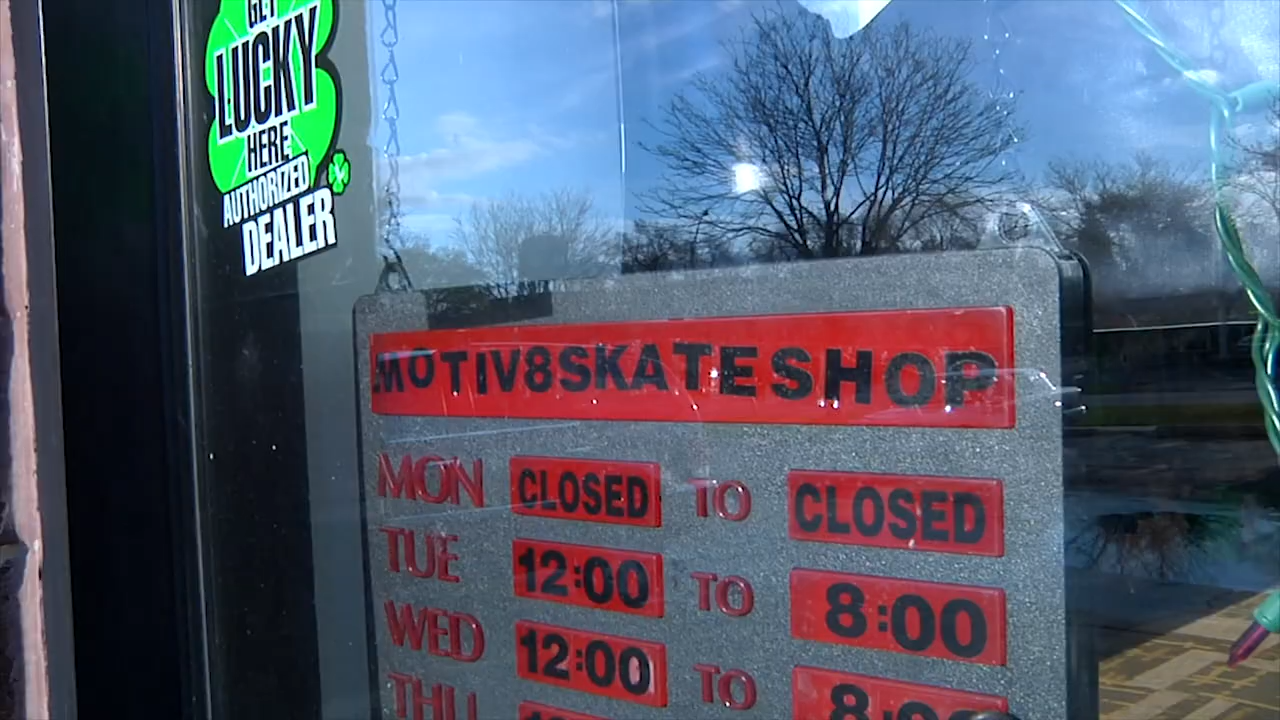 GET
LUCKY
HERE
AUTHORIZED
DEALER
MOTIV8SKATESHOP
MON CLOSED TO CLOSED
TUE 12:00 TO 8:00
WED 12:00 TO 8:00
THU